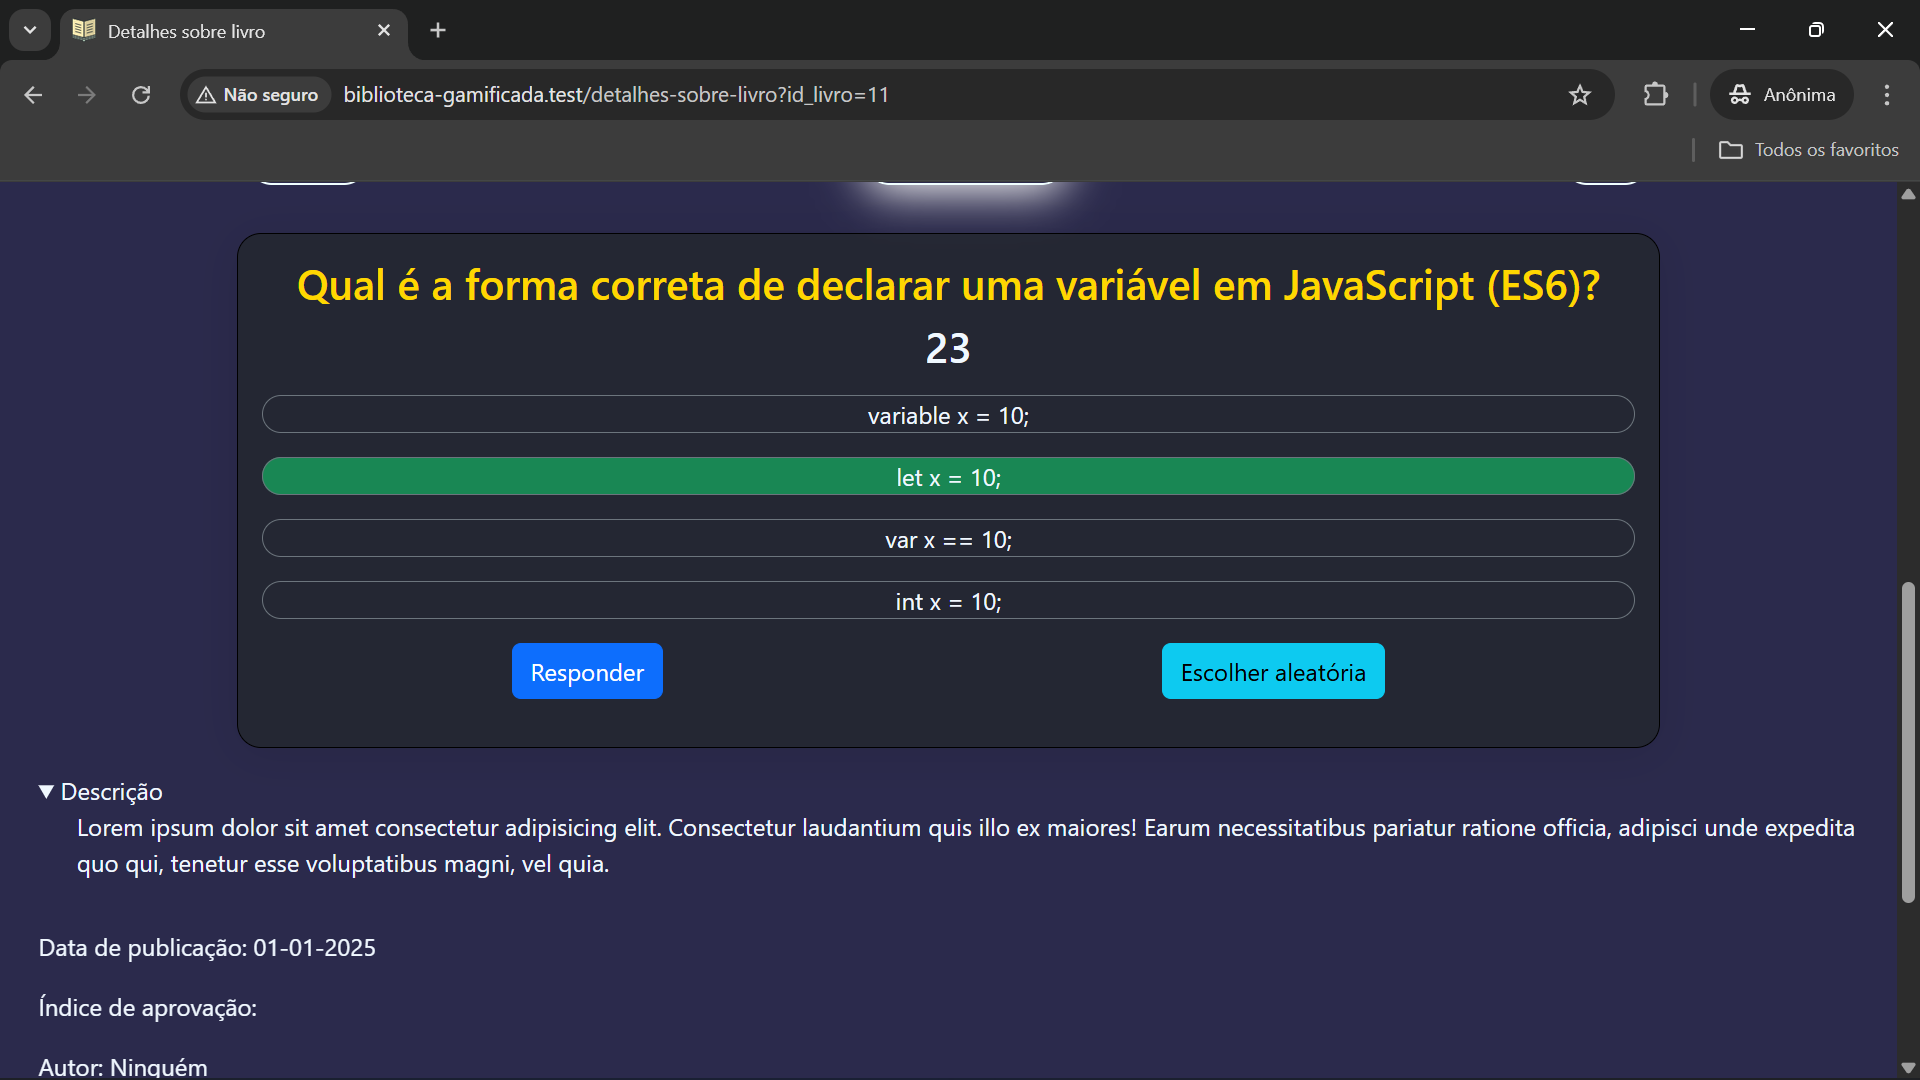 Detalhes sobre livro
Não seguro
biblioteca-gamificada.test/detalhes-sobre-livro?id_livro=11
Anônima
Todos os favoritos
Qual é a forma correta de declarar uma variável em JavaScript (ES6)?
23
variable x = 10;
let x = 10;
var x == 10;
int x = 10;
Responder
Escolher aleatória
▼ Descrição
Lorem ipsum dolor sit amet consectetur adipisicing elit. Consectetur laudantium quis illo ex maiores! Earum necessitatibus pariatur ratione officia, adipisci unde expedita
quo qui, tenetur esse voluptatibus magni, vel quia.
Data de publicação: 01-01-2025
Índice de aprovação:
Autor: Ninguém